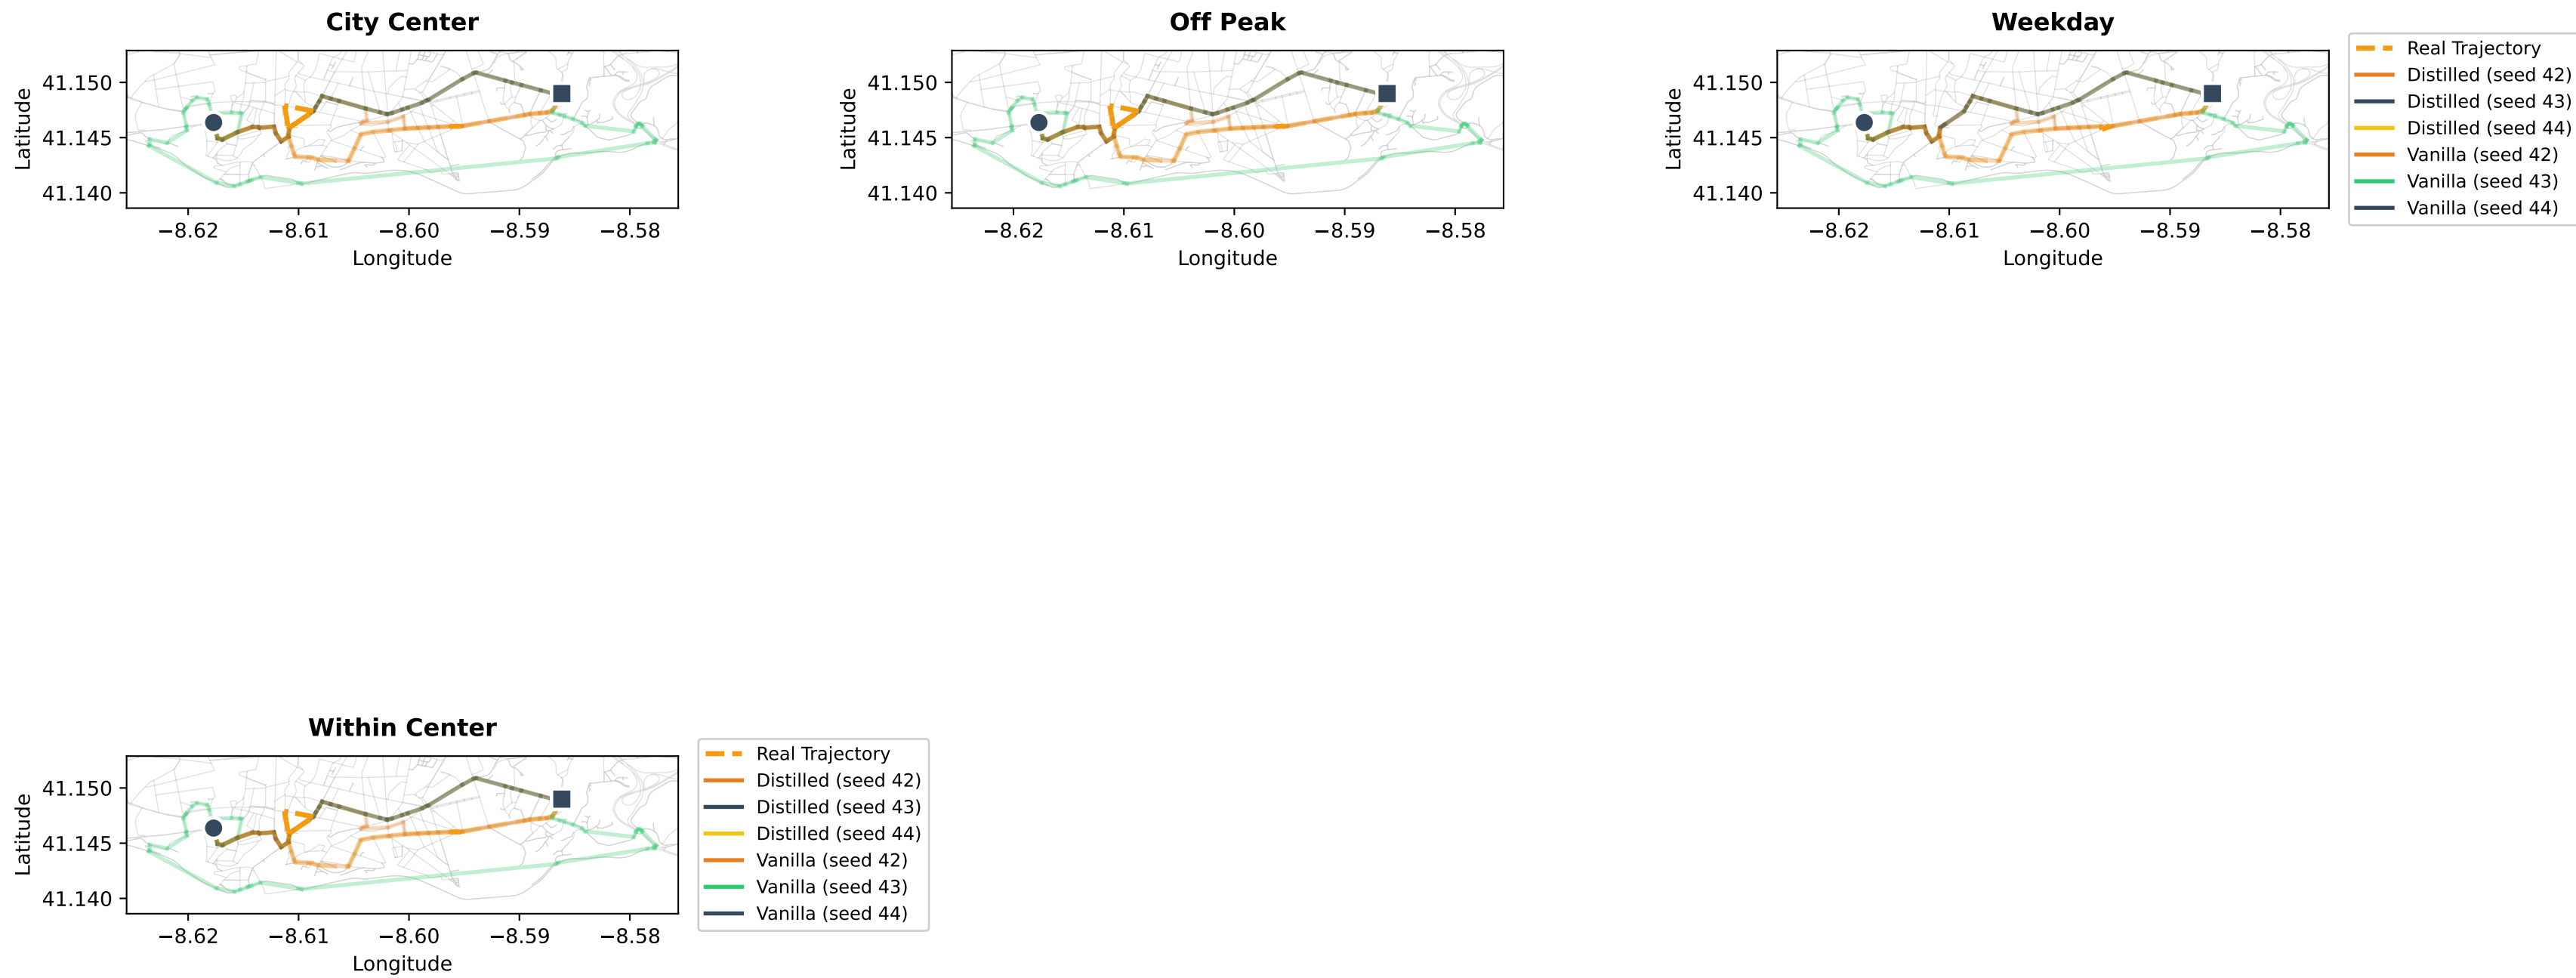 City Center
Latitude
41.150
41.145
41.140
−8.62 −8.61 −8.60 −8.59 −8.58
Longitude
Off Peak
Latitude
41.150
41.145
41.140
−8.62 −8.61 −8.60 −8.59 −8.58
Longitude
Weekday
Latitude
41.150
41.145
41.140
−8.62 −8.61 −8.60 −8.59 −8.58
Longitude
Real Trajectory
Distilled (seed 42)
Distilled (seed 43)
Distilled (seed 44)
Vanilla (seed 42)
Vanilla (seed 43)
Vanilla (seed 44)
Within Center
Latitude
41.150
41.145
41.140
−8.62 −8.61 −8.60 −8.59 −8.58
Longitude
Real Trajectory
Distilled (seed 42)
Distilled (seed 43)
Distilled (seed 44)
Vanilla (seed 42)
Vanilla (seed 43)
Vanilla (seed 44)